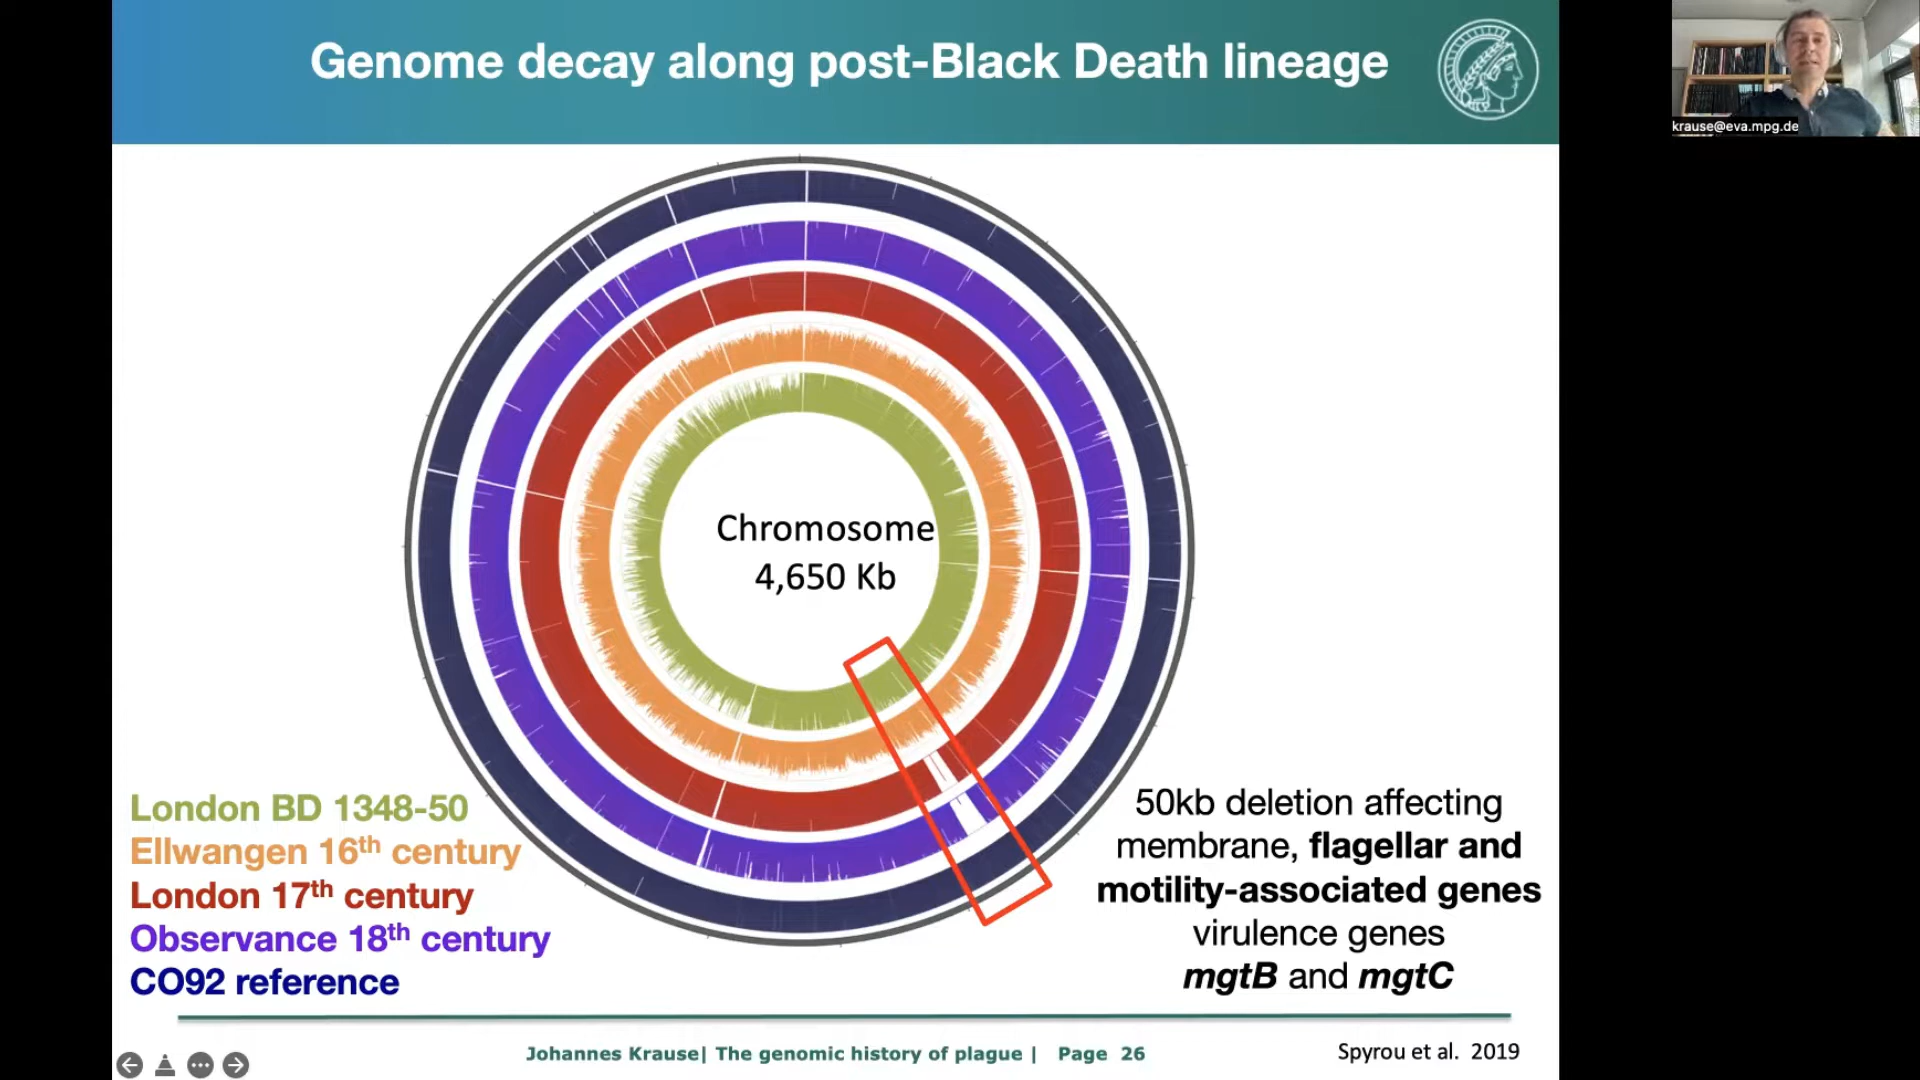 Genome decay along post-Black Death lineage
krause@eva.mpg.de
Chromosome
4,650 Kb
London BD 1348-50
Ellwangen 16th century
London 17th century
Observance 18th century
CO92 reference
50kb deletion affecting
membrane, flagellar and
motility-associated genes
virulence genes
mgtB and mgtC
Johannes Krause| The genomic history of plague | Page 26
Spyrou et al. 2019